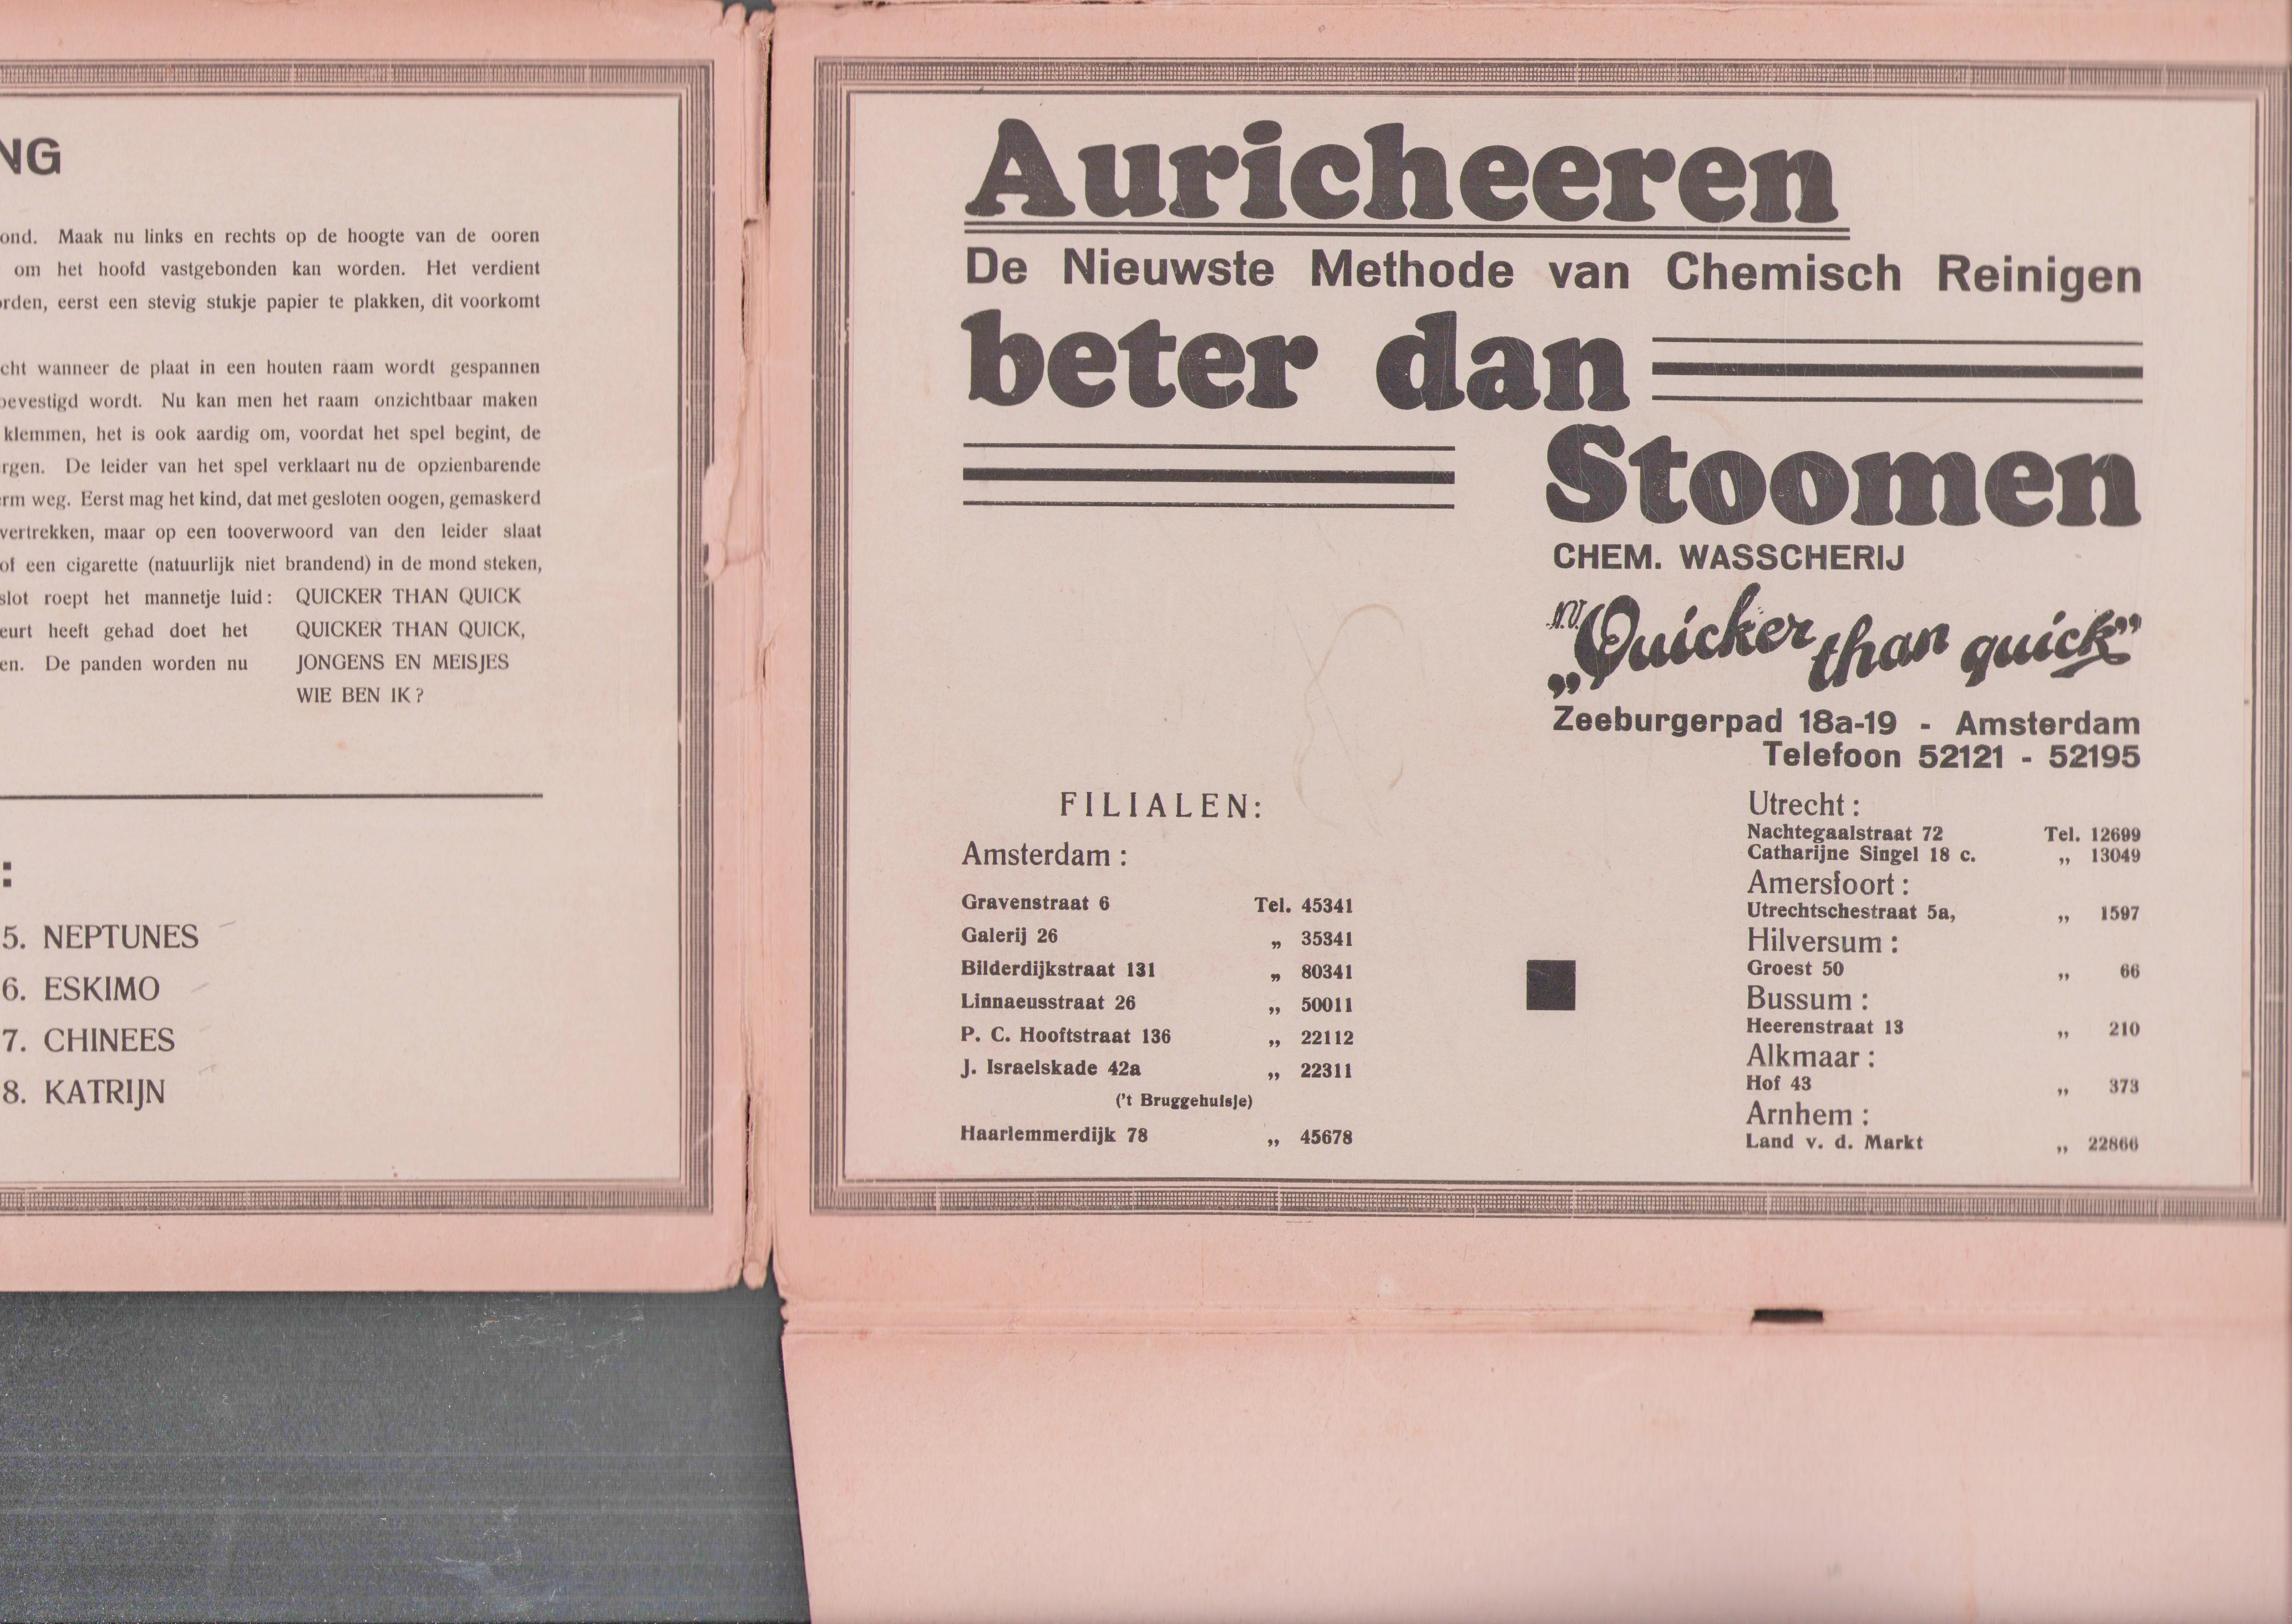 NG
ond. Maak nu links en rechts op de hoogte van de ooren
om het hoofd vastgebonden kan worden. Het verdient
orden, eerst een stevig stukje papier te plakken, dit voorkomt
cht wanneer de plaat in een houten raam wordt gespannen
bevestigd wordt. Nu kan men het raam onzichtbaar maken
klemmen, het is ook aardig om, voordat het spel begint, de
rgen. De leider van het spel verklaart nu de opzienbarende
erm weg. Eerst mag het kind, dat met gesloten oogen, gemaskerd
vertrekken, maar op een tooverwoord van den leider slaat
of een cigarette (natuurlijk niet brandend) in de mond steken,
slot roept het mannetje luid: QUICKER THAN QUICK
eurt heeft gehad doet het QUICKER THAN QUICK,
en. De panden worden nu JONGENS EN MEISJES
WIE BEN IK?
:
5. NEPTUNES
6. ESKIMO
7. CHINEES
8. KATRIJN
Auricheeren
De Nieuwste Methode van Chemisch Reinigen
beter dan
Stoomen
CHEM. WASSCHERIJ
N.V. „Quicker than quick”
Zeeburgerpad 18a-19 - Amsterdam
Telefoon 52121 - 52195
FILIALEN:
Amsterdam:
Gravenstraat 6 Tel. 45341
Galerij 26 „ 35341
Bilderdijkstraat 131 „ 80341
Linnaeusstraat 26 „ 50011
P. C. Hooftstraat 136 „ 22112
J. Israelskade 42a „ 22311
('t Bruggehuisje)
Haarlemmerdijk 78 „ 45678
Utrecht:
Nachtegaalstraat 72 Tel. 12699
Catharijne Singel 18 c. „ 13049
Amersfoort:
Utrechtschestraat 5a, „ 1597
Hilversum:
Groest 50 „ 66
Bussum:
Heerenstraat 13 „ 210
Alkmaar:
Hof 43 „ 373
Arnhem:
Land v. d. Markt „ 22866